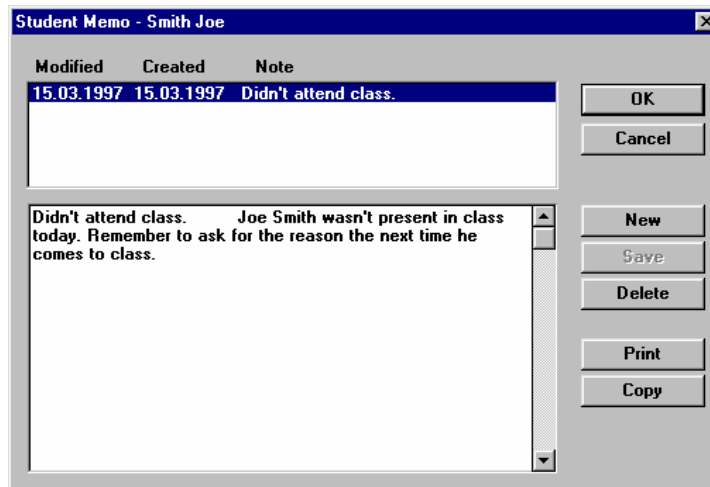 Student Memo - Smith Joe
Modified Created Note
15.03.1997 15.03.1997 Didn't attend class.
OK
Cancel
Didn't attend class. Joe Smith wasn't present in class
today. Remember to ask for the reason the next time he
comes to class.
New
Save
Delete
Print
Copy